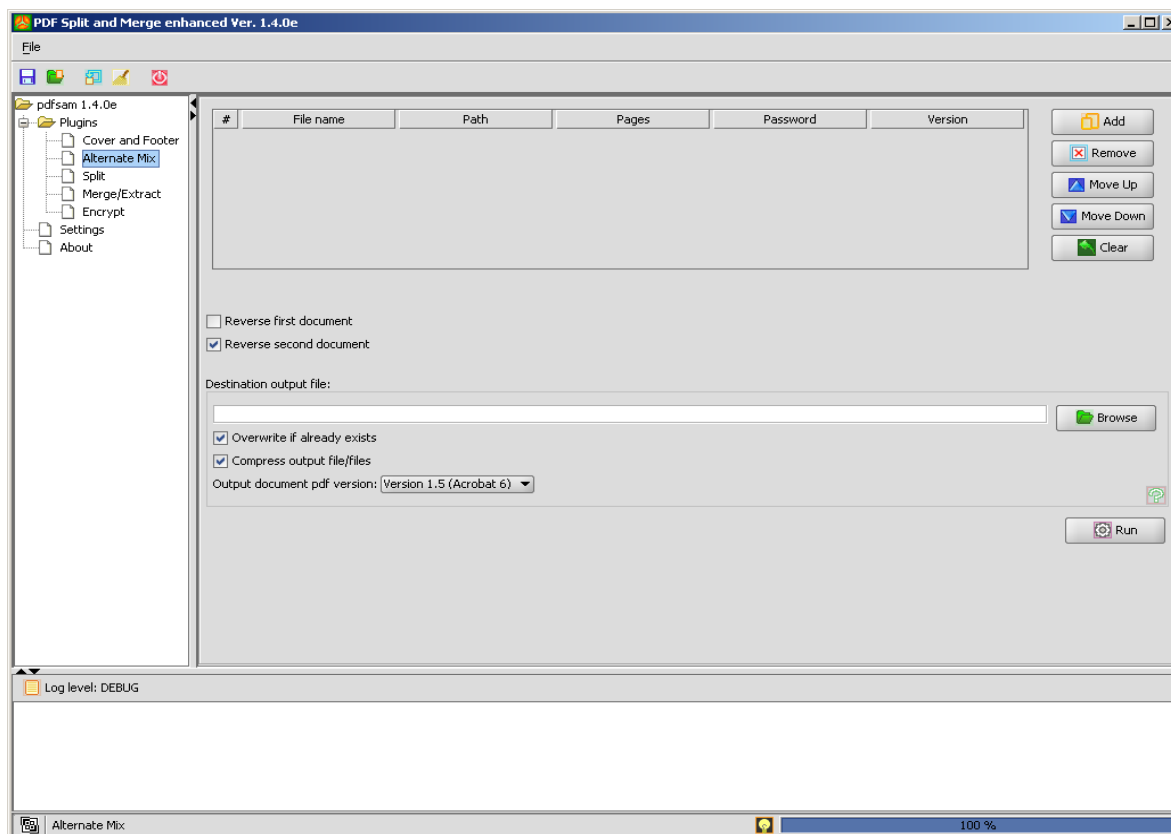 PDF Split and Merge enhanced Ver. 1.4.0e
File
pdfsam 1.4.0e
Plugins
Cover and Footer
Alternate Mix
Split
Merge/Extract
Encrypt
Settings
About
# File name Path Pages Password Version
Add
Remove
Move Up
Move Down
Clear
Reverse first document
Reverse second document
Destination output file:
Browse
Overwrite if already exists
Compress output file/files
Output document pdf version: Version 1.5 (Acrobat 6)
Run
Log level: DEBUG
Alternate Mix 100 %